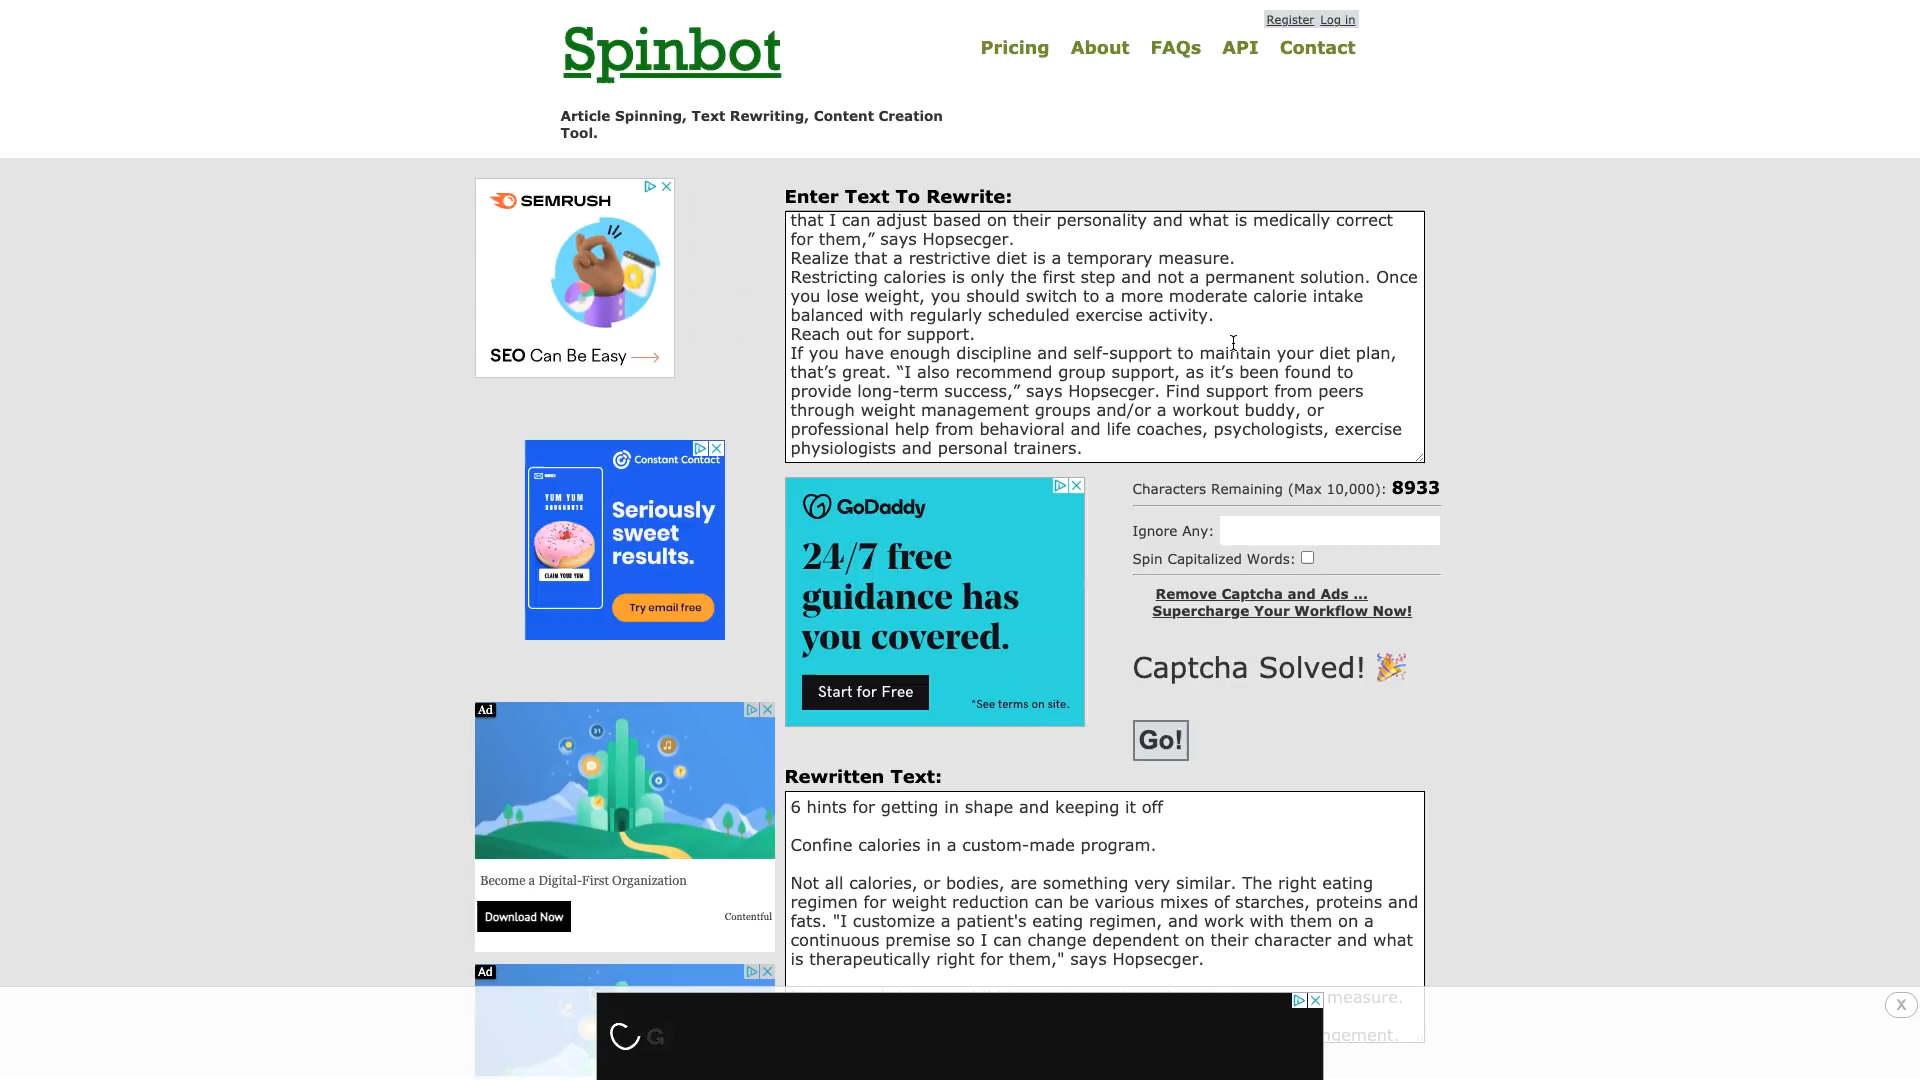 Register Log in
Spinbot
Pricing About FAQs API Contact
Article Spinning, Text Rewriting, Content Creation
Tool.
SEMRUSH
SEO Can Be Easy
Enter Text To Rewrite:
that I can adjust based on their personality and what is medically correct
for them,” says Hopsecger.
Realize that a restrictive diet is a temporary measure.
Restricting calories is only the first step and not a permanent solution. Once
you lose weight, you should switch to a more moderate calorie intake
balanced with regularly scheduled exercise activity.
Reach out for support.
If you have enough discipline and self-support to maintain your diet plan,
that’s great. “I also recommend group support, as it’s been found to
provide long-term success,” says Hopsecger. Find support from peers
through weight management groups and/or a workout buddy, or
professional help from behavioral and life coaches, psychologists, exercise
physiologists and personal trainers.
Constant Contact
YUM YUM
DOUGHNUTS
CLAIM YOUR YUM
Seriously
sweet
results.
Try email free
GoDaddy
24/7 free
guidance has
you covered.
Start for Free
*See terms on site.
Characters Remaining (Max 10,000): 8933
Ignore Any:
Spin Capitalized Words:
Remove Captcha and Ads ...
Supercharge Your Workflow Now!
Captcha Solved! 🎉
Go!
Ad
31
Become a Digital-First Organization
Download Now
Contentful
Ad
Rewritten Text:
6 hints for getting in shape and keeping it off
Confine calories in a custom-made program.
Not all calories, or bodies, are something very similar. The right eating
regimen for weight reduction can be various mixes of starches, proteins and
fats. "I customize a patient's eating regimen, and work with them on a
continuous premise so I can change dependent on their character and what
is therapeutically right for them," says Hopsecger.
measure.
ngement.
G
X